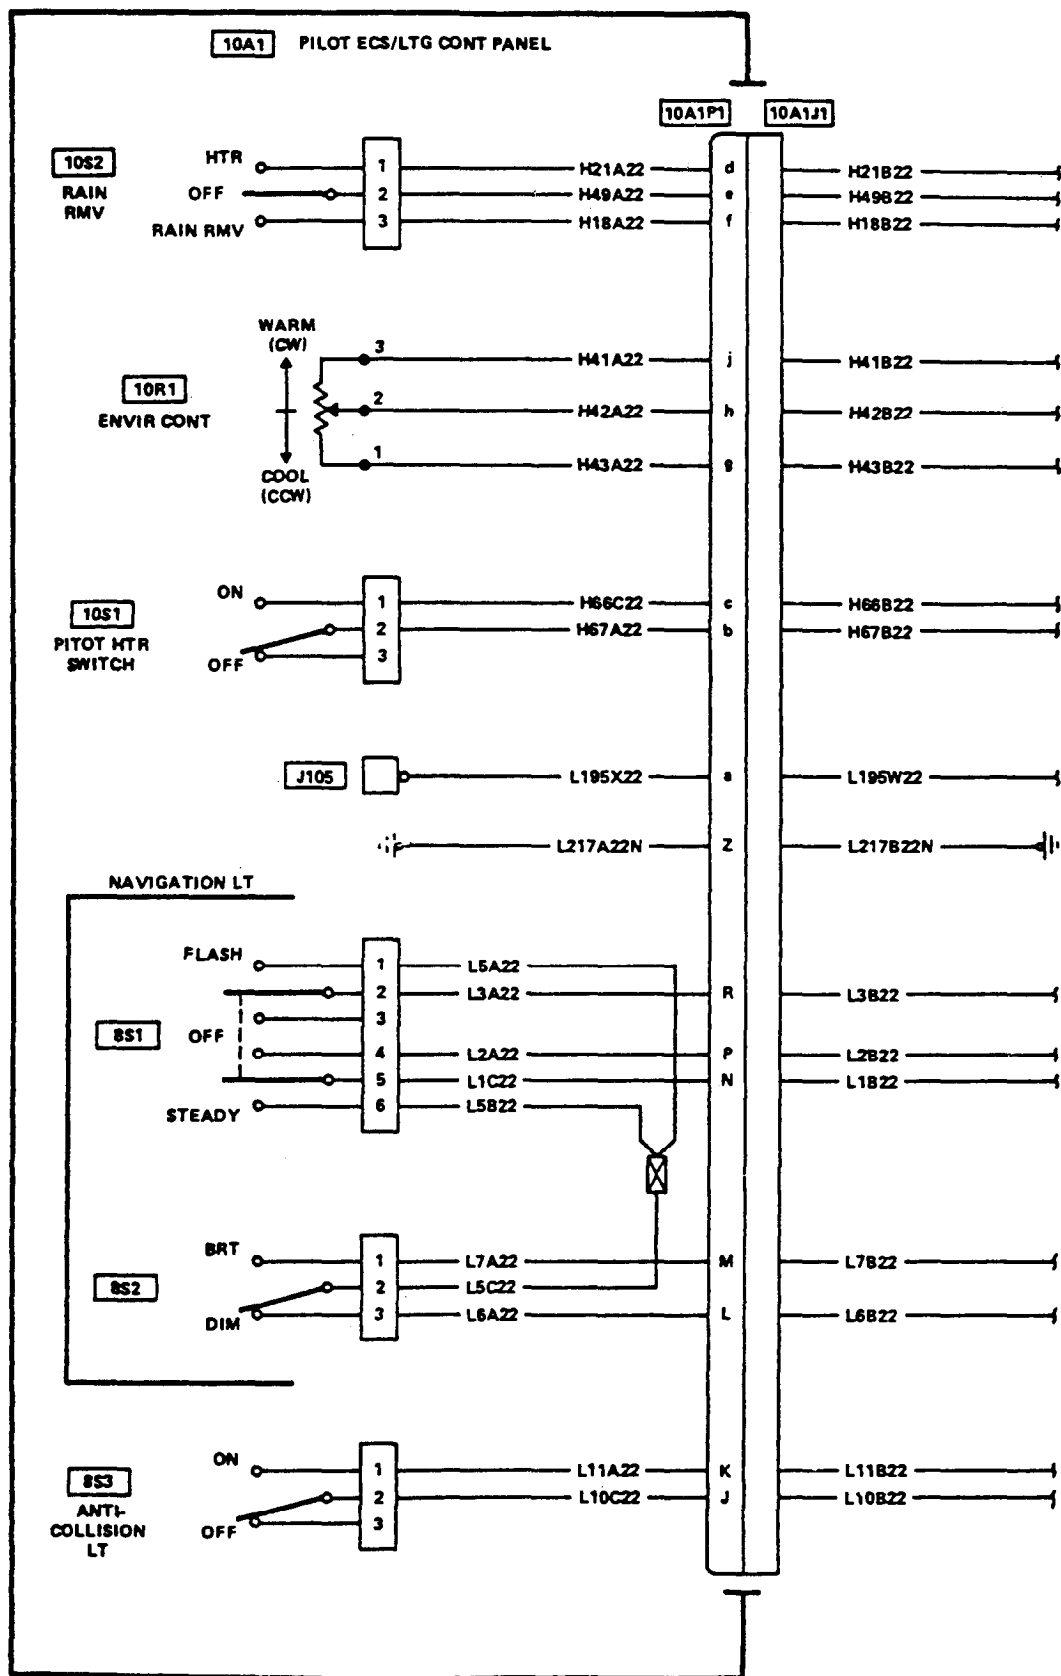 10A1 PILOT ECS/LTG CONT PANEL
10A1P1 10A1J1
10S2
RAIN
RMV
HTR 1 H21A22 d H21B22
OFF 2 H49A22 e H49B22
RAIN RMV 3 H18A22 f H18B22
WARM
(CW)
10R1
ENVIR CONT
3 H41A22 j H41B22
2 H42A22 h H42B22
1 H43A22 g H43B22
COOL
(CCW)
10S1
PITOT HTR
SWITCH
ON 1 H66C22 c H66B22
2 H67A22 b H67B22
OFF 3
J105 L195X22 a L195W22
L217A22N Z L217B22N
NAVIGATION LT
8S1
FLASH 1 L5A22
2 L3A22 R L3B22
OFF 3
4 L2A22 P L2B22
5 L1C22 N L1B22
STEADY 6 L5B22
8S2
BRT 1 L7A22 M L7B22
2 L5C22
DIM 3 L6A22 L L6B22
8S3
ANTI-
COLLISION
LT
ON 1 L11A22 K L11B22
2 L10C22 J L10B22
OFF 3